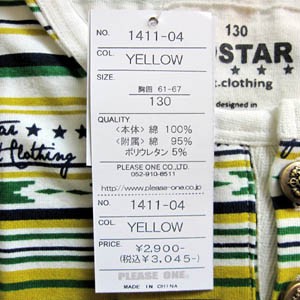 NO. 1411-04
COL. YELLOW
SIZE.
胸囲 61-67
130
QUALITY.
〈本体〉綿 100%
〈附属〉綿 95%
ポリウレタン 5%
PLEASE ONE CO.,LTD.
052-910-8511
http://www.please-one.co.jp
NO. 1411-04
COL. YELLOW
PRICE. ¥2,900-
(税込¥3,045-)
PLEASE ONE.
MADE IN CHINA
130
STAR
t.clothing
designed in
tar
t Clothing